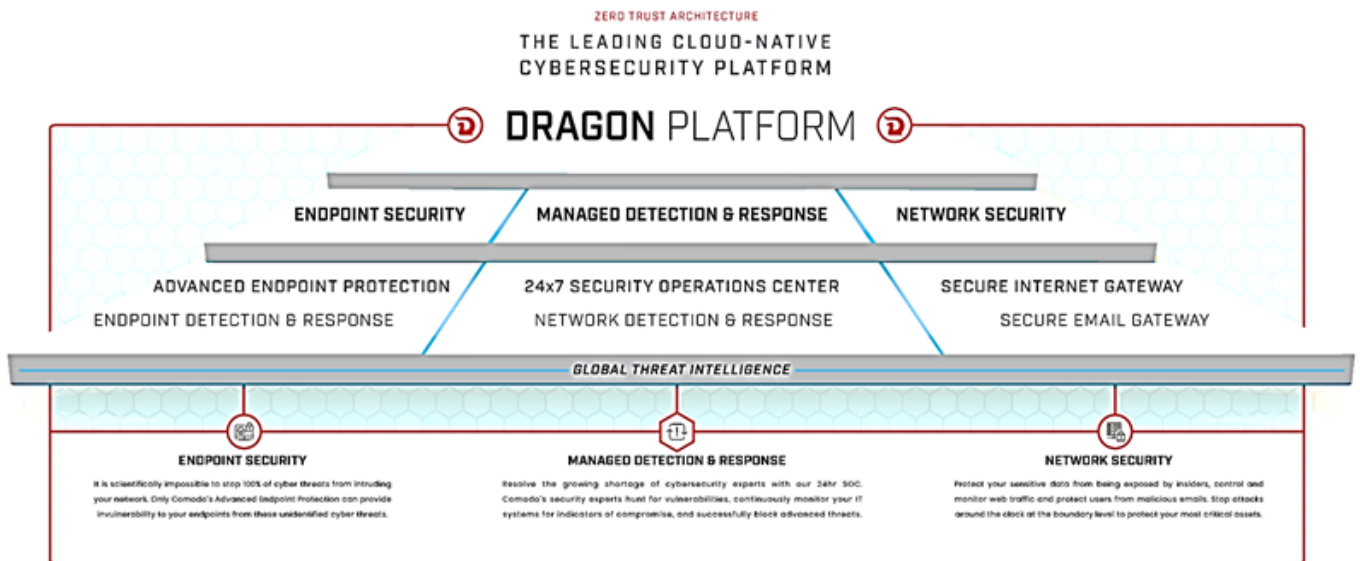 ZERO TRUST ARCHITECTURE
THE LEADING CLOUD-NATIVE
CYBERSECURITY PLATFORM
DRAGON PLATFORM
ENDPOINT SECURITY
MANAGED DETECTION & RESPONSE
NETWORK SECURITY
ADVANCED ENDPOINT PROTECTION
24x7 SECURITY OPERATIONS CENTER
SECURE INTERNET GATEWAY
ENDPOINT DETECTION & RESPONSE
NETWORK DETECTION & RESPONSE
SECURE EMAIL GATEWAY
GLOBAL THREAT INTELLIGENCE
ENDPOINT SECURITY
It is scientifically impossible to stop 100% of cyber threats from intruding
your network. Only Comodo's Advanced Endpoint Protection can provide
invulnerability to your endpoints from these unidentified cyber threats.
MANAGED DETECTION & RESPONSE
Resolve the growing shortage of cybersecurity experts with our 24hr SOC.
Comodo's security experts hunt for vulnerabilities, continuously monitor your IT
systems for indicators of compromise, and successfully block advanced threats.
NETWORK SECURITY
Protect your sensitive data from being exposed by insiders, control and
monitor web traffic and protect users from malicious emails. Stop attacks
around the clock at the boundary level to protect your most critical assets.